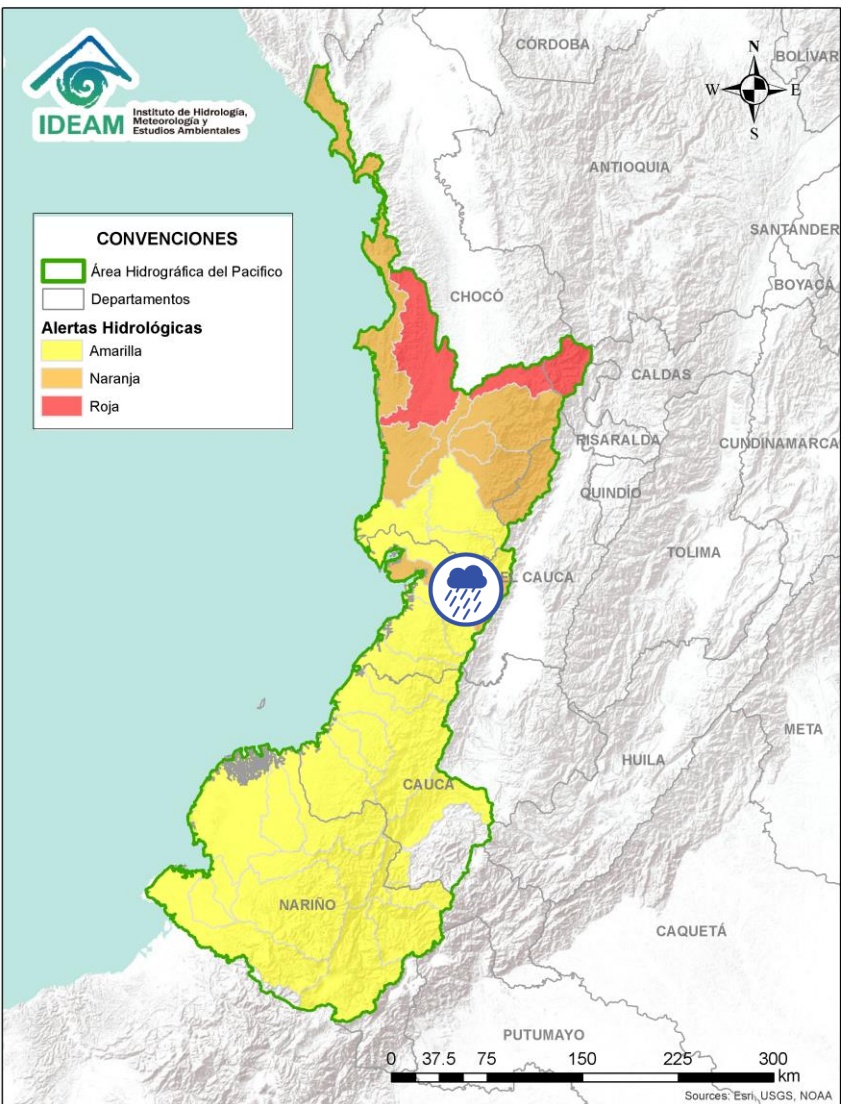 IDEAM
Instituto de Hidrología,
Meteorología y
Estudios Ambientales
CÓRDOBA
BOLÍVAR
N
W
E
S
ANTIOQUIA
SANTANDER
BOYACÁ
CONVENCIONES
Área Hidrográfica del Pacifico
Departamentos
Alertas Hidrológicas
Amarilla
Naranja
Roja
CHOCÓ
CALDAS
RISARALDA
CUNDINAMARCA
QUINDÍO
TOLIMA
EL CAUCA
META
HUILA
CAUCA
NARIÑO
CAQUETÁ
PUTUMAYO
0 37.5 75 150 225 300
km
Sources: Esri, USGS, NOAA